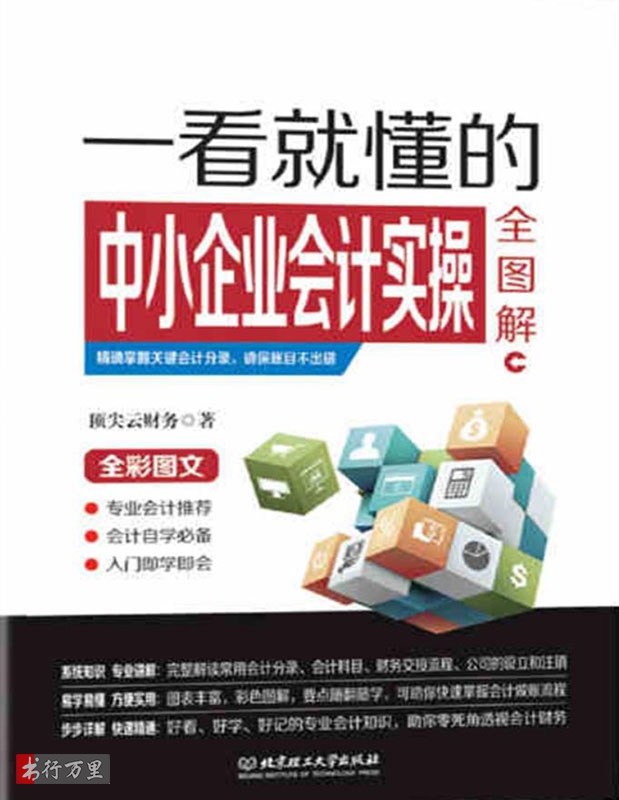 一看就懂的
中小企业会计实操
全图解
精确掌握关键会计分录，确保账目不出错
顶尖云财务◎著
全彩图文
● 专业会计推荐
● 会计自学必备
● 入门即学即会
系统知识 专业讲解：完整解读常用会计分录、会计科目、财务交接流程、公司的设立和注销
易学易懂 方便实用：图表丰富，彩色图解，要点随翻随学，可助你快速掌握会计做账流程
步步详解 快速精通：好看、好学、好记的专业会计知识，助你零死角透视会计财务
北京理工大学出版社
BEIJING INSTITUTE OF TECHNOLOGY PRESS
书行万里